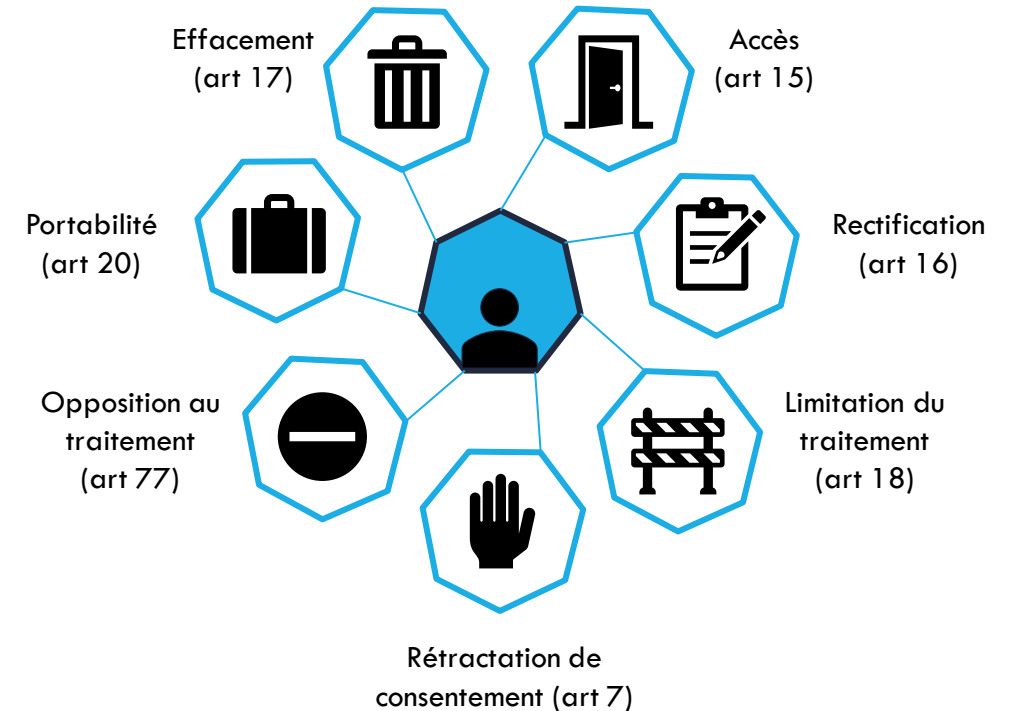 Effacement
(art 17)
Accès
(art 15)
Portabilité
(art 20)
Rectification
(art 16)
Opposition au
traitement
(art 77)
Limitation du
traitement
(art 18)
Rétractation de
consentement (art 7)